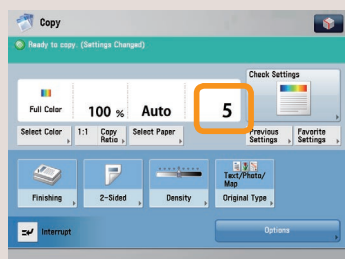 Copy
Ready to copy. (Settings Changed)
Check Settings
Full Color
100 %
Auto
5
Select Color
1:1
Copy Ratio
Select Paper
Previous Settings
Favorite Settings
Finishing
2-Sided
Density
Text/Photo/Map
Original Type
Interrupt
Options